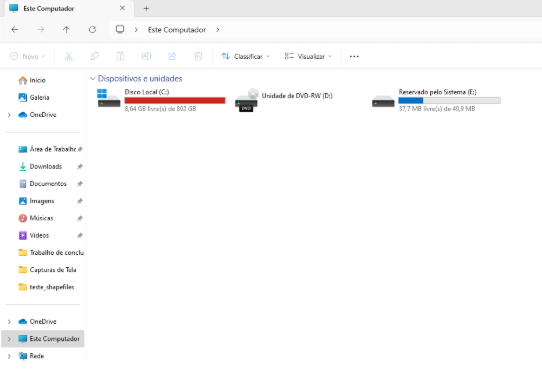 Este Computador
Este Computador
Novo
Classificar
Visualizar
Início
Galeria
OneDrive
Área de Trabalho
Downloads
Documentos
Imagens
Músicas
Vídeos
Trabalho de conclu
Capturas de Tela
teste_shapefiles
OneDrive
Este Computador
Rede
Dispositivos e unidades
Disco Local (C:)
8,64 GB livre(s) de 802 GB
DVD
Unidade de DVD-RW (D:)
Reservado pelo Sistema (E:)
37,7 MB livre(s) de 49,9 MB